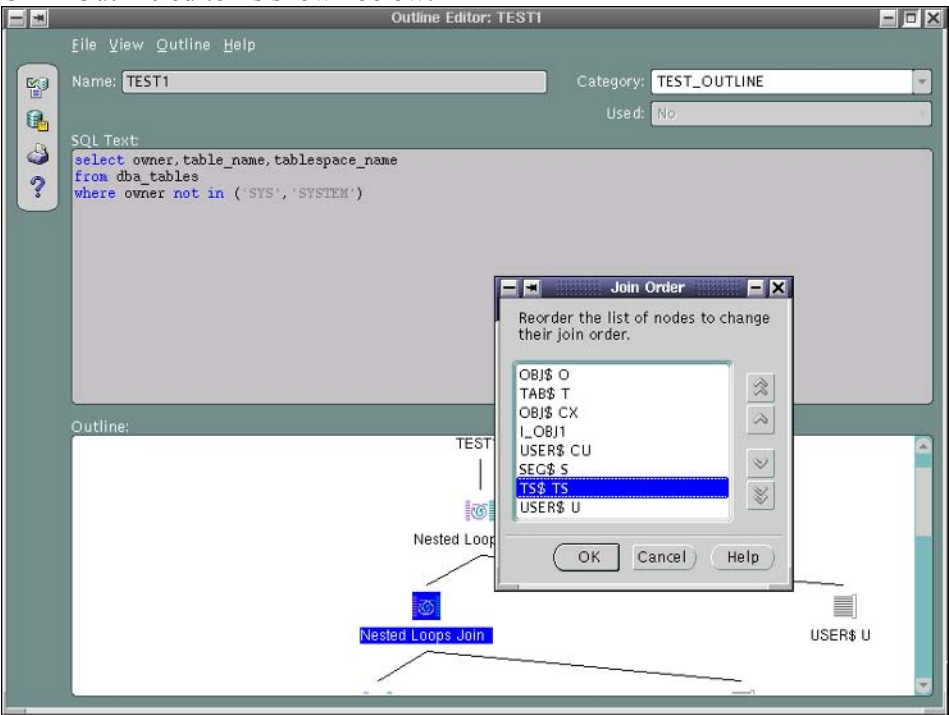 Outline Editor: TEST1
File View Outline Help
Name: TEST1
Category: TEST_OUTLINE
Used: No
SQL Text:
select owner,table_name,tablespace_name
from dba_tables
where owner not in ('SYS','SYSTEM')
Join Order
Reorder the list of nodes to change
their join order.
OBJ$ O
TAB$ T
OBJ$ CX
I_OBJ1
USER$ CU
SEG$ S
TS$ TS
USER$ U
OK Cancel Help
Outline:
TEST
Nested Loop
Nested Loops Join
USER$ U